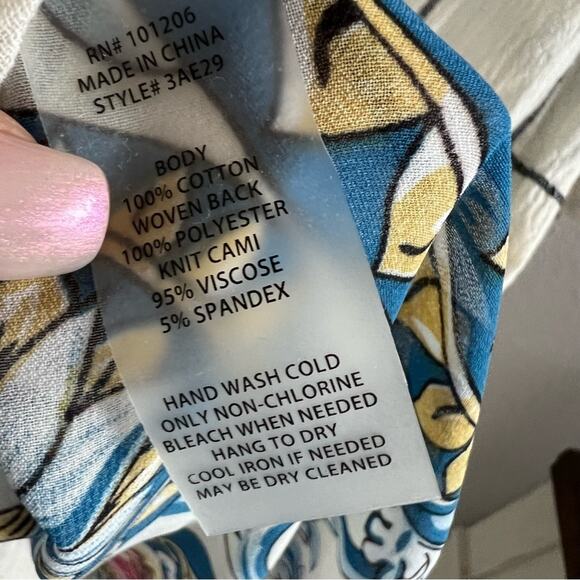 RN# 101206
MADE IN CHINA
STYLE# 3AE29
BODY
100% COTTON
WOVEN BACK
100% POLYESTER
KNIT CAMI
95% VISCOSE
5% SPANDEX
HAND WASH COLD
ONLY NON-CHLORINE
BLEACH WHEN NEEDED
HANG TO DRY
COOL IRON IF NEEDED
MAY BE DRY CLEANED